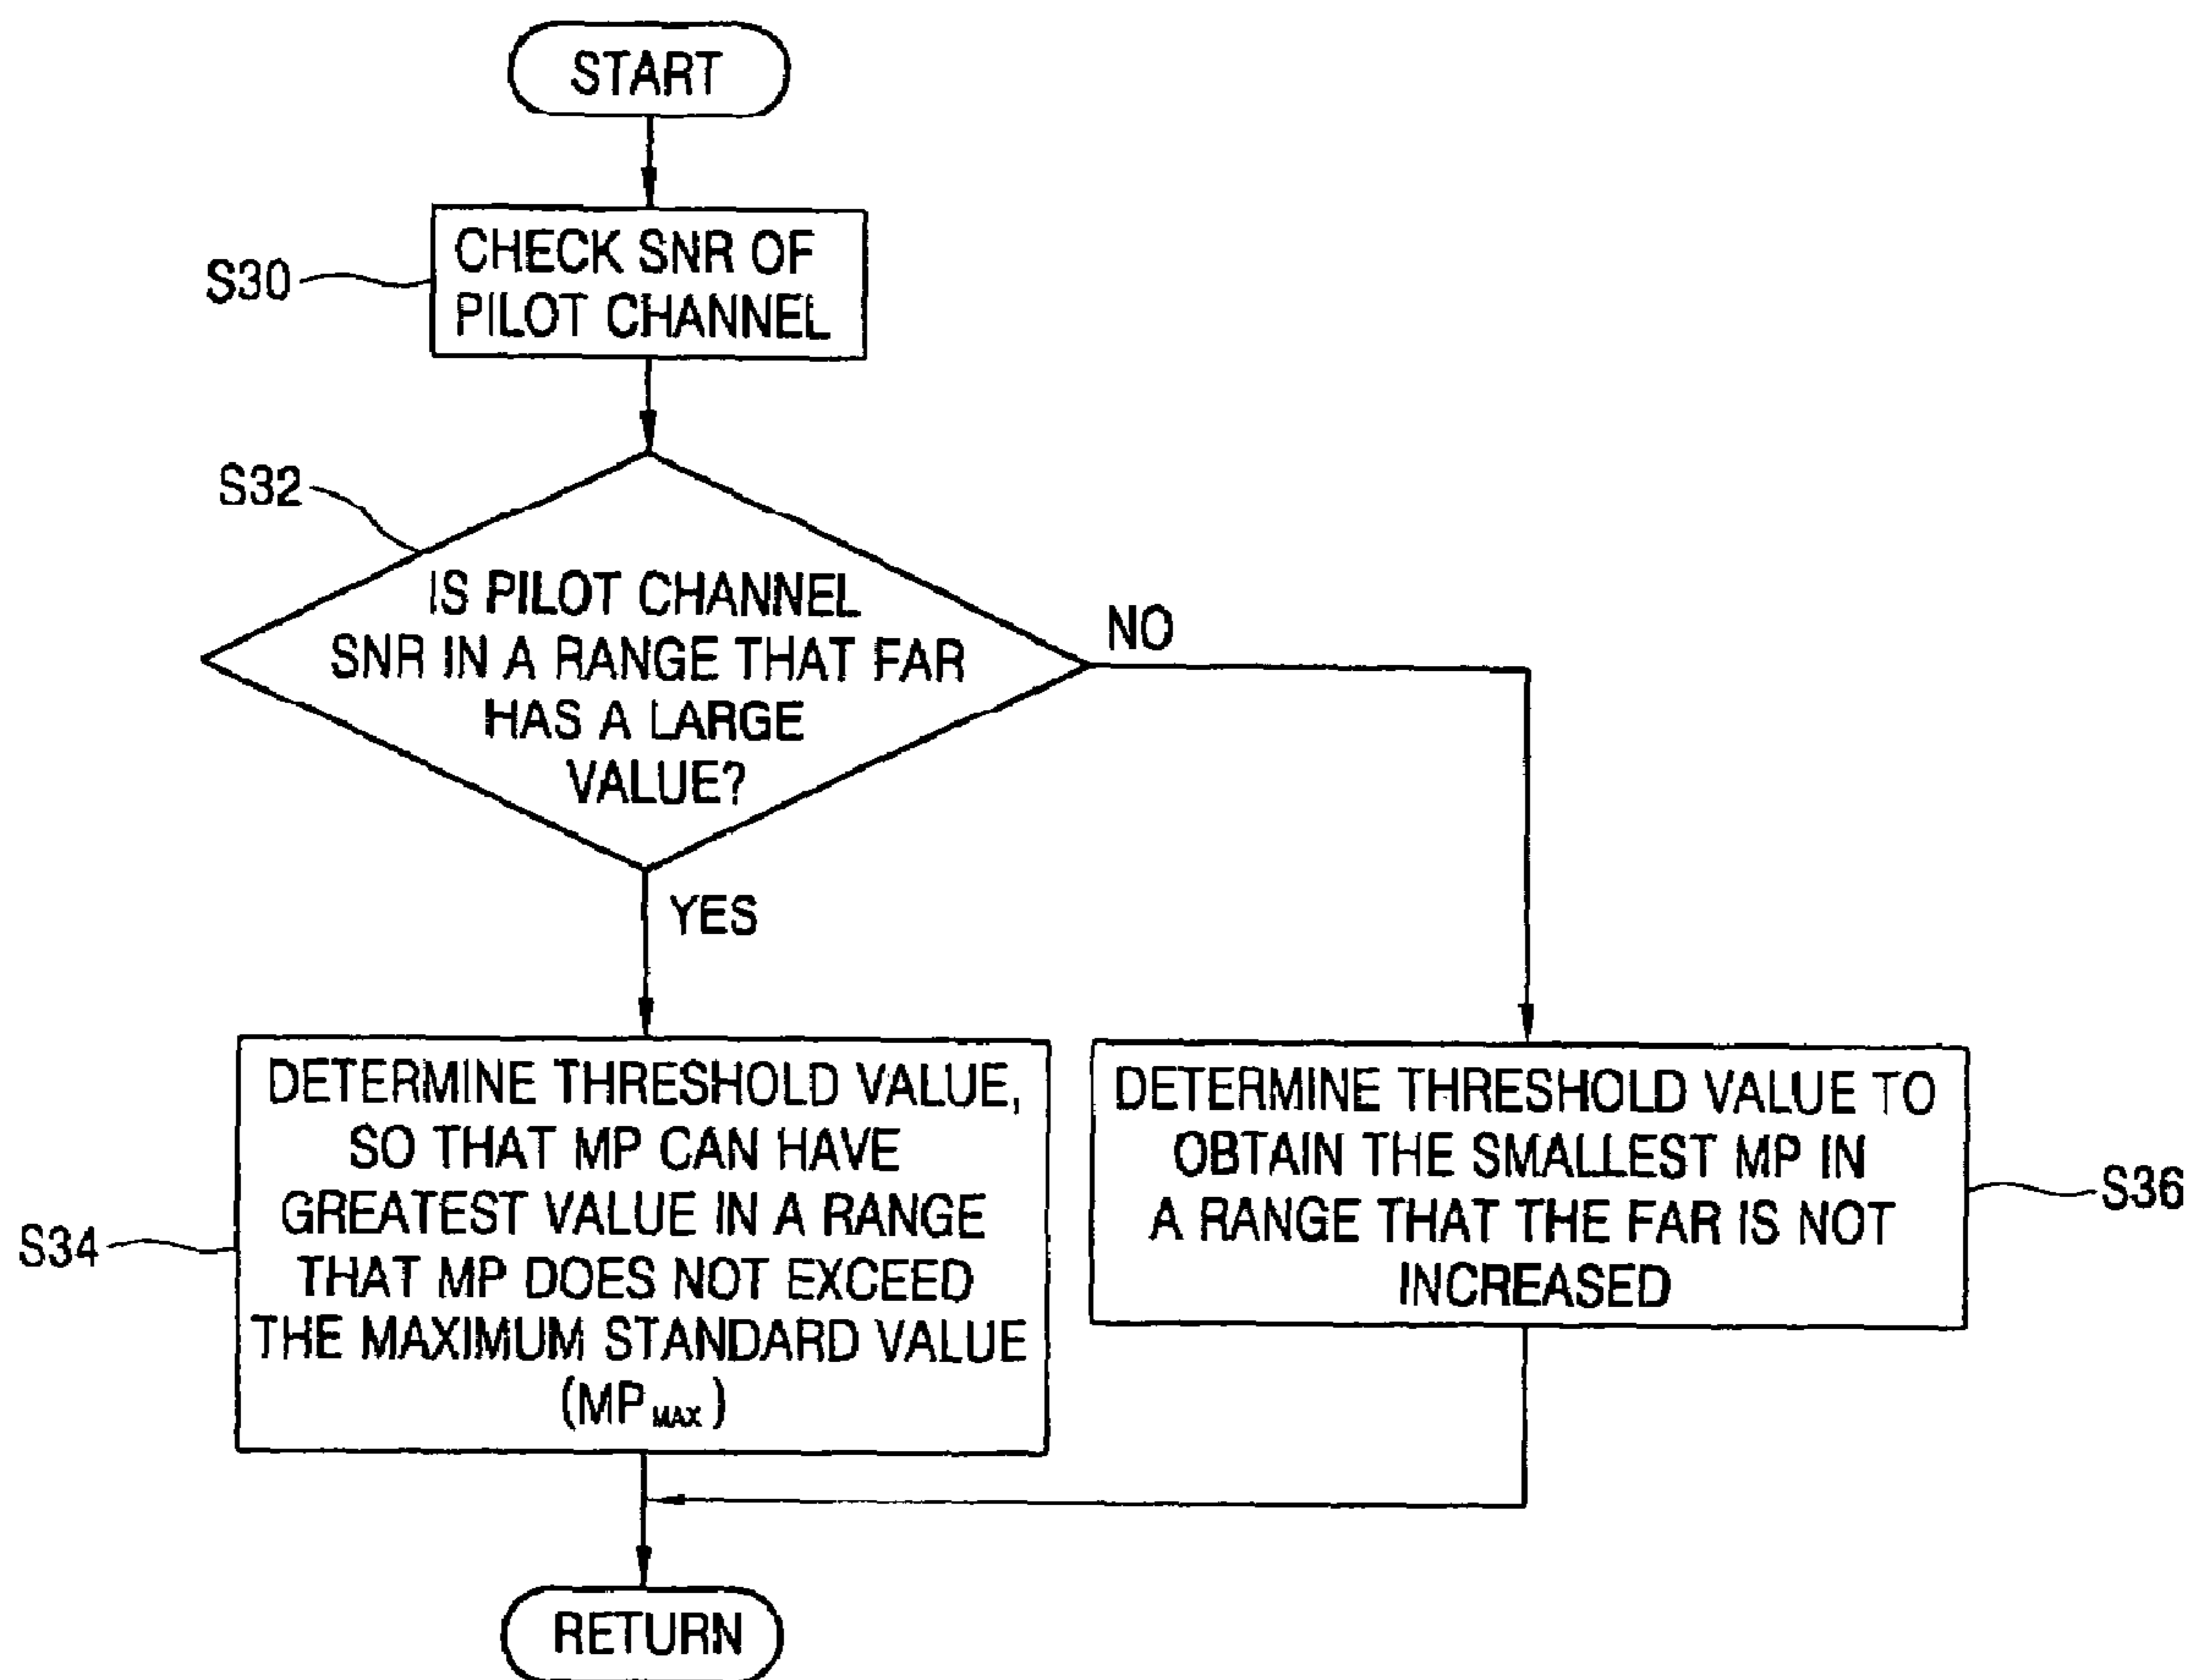 START
S30
CHECK SNR OF
PILOT CHANNEL
S32
IS PILOT CHANNEL
SNR IN A RANGE THAT FAR
HAS A LARGE
VALUE?
NO
YES
S34
DETERMINE THRESHOLD VALUE,
SO THAT MP CAN HAVE
GREATEST VALUE IN A RANGE
THAT MP DOES NOT EXCEED
THE MAXIMUM STANDARD VALUE
(MP MAX)
DETERMINE THRESHOLD VALUE TO
OBTAIN THE SMALLEST MP IN
A RANGE THAT THE FAR IS NOT
INCREASED
S36
RETURN